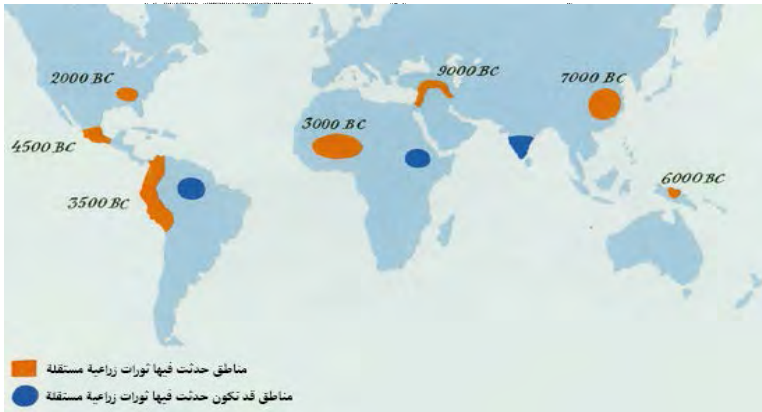 2000 BC
9000 BC
7000 BC
3000 BC
4500 BC
6000 BC
3500 BC
مناطق حدثت فيها ثورات زراعية مستقلة
مناطق قد تكون حدثت فيها ثورات زراعية مستقلة